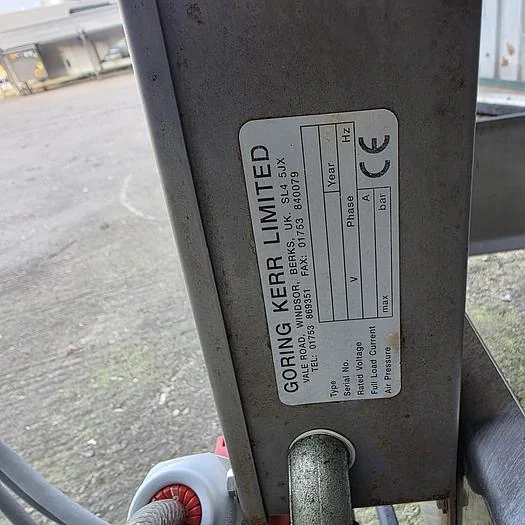 GORING KERR LIMITED
VALE ROAD, WINDSOR, BERKS, UK. SL4 5JX
TEL: 01753 869351 FAX: 01753 840079
Type
Serial No. Year
Rated Voltage V Phase Hz
Full Load Current A
Air Pressure max bar
CE